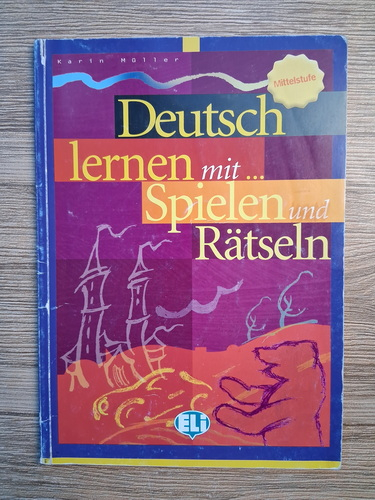 Karin Müller
Mittelstufe
Deutsch
lernen mit...
Spielen und
Rätseln
ELi